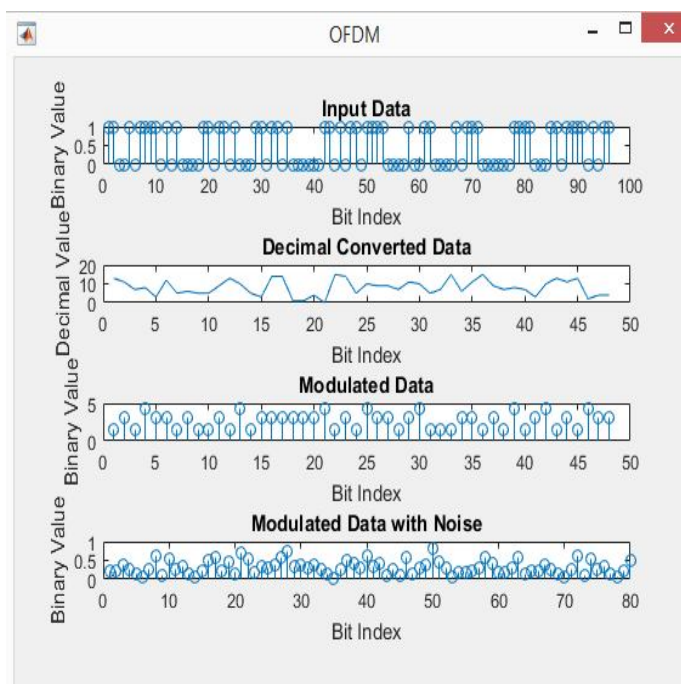 OFDM
Input Data
Binary Value
1
0.5
0
0 10 20 30 40 50 60 70 80 90 100
Bit Index
Decimal Converted Data
Decimal Value
20
10
0
0 5 10 15 20 25 30 35 40 45 50
Bit Index
Modulated Data
Binary Value
5
0
0 5 10 15 20 25 30 35 40 45 50
Bit Index
Modulated Data with Noise
Binary Value
1
0.5
0
0 10 20 30 40 50 60 70 80
Bit Index